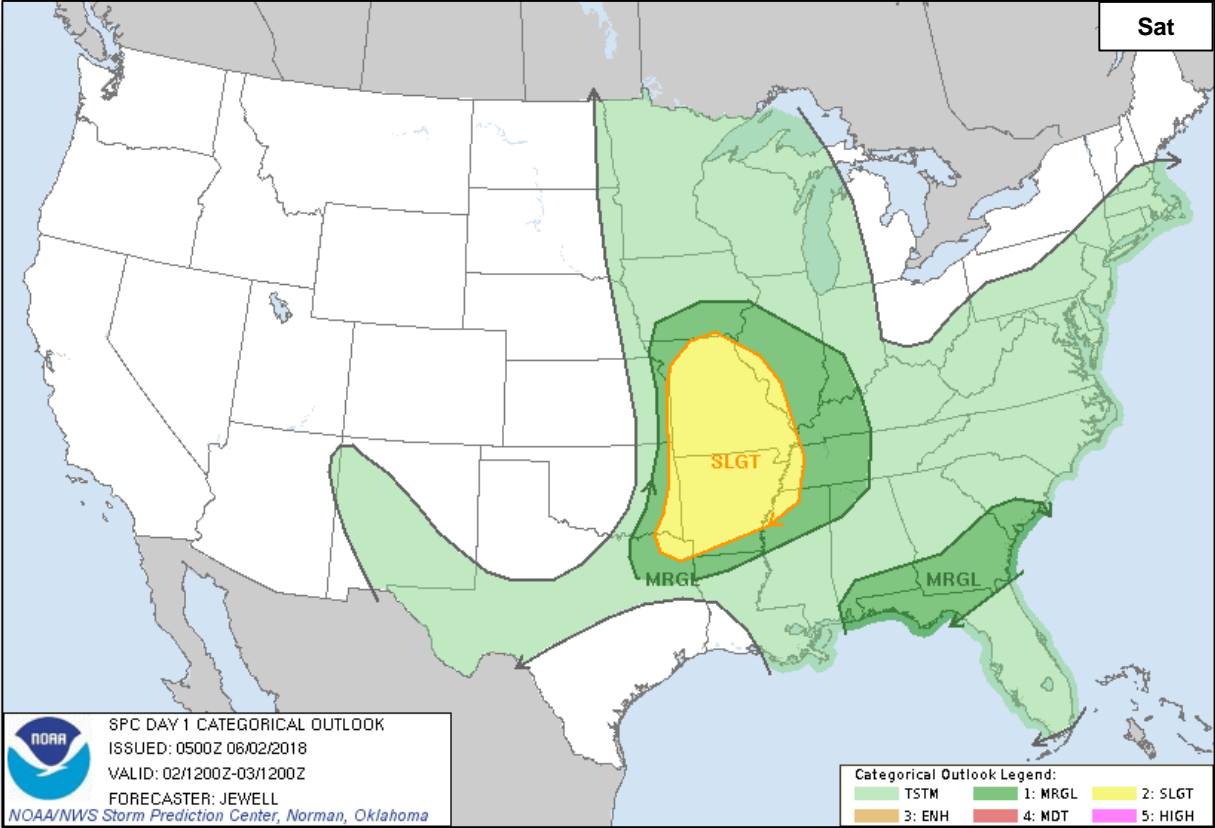 Sat
SLGT
MRGL
MRGL
NOAA
SPC DAY 1 CATEGORICAL OUTLOOK
ISSUED: 0500Z 06/02/2018
VALID: 02/1200Z-03/1200Z
FORECASTER: JEWELL
NOAA/NWS Storm Prediction Center, Norman, Oklahoma
Categorical Outlook Legend:
TSTM 1: MRGL 2: SLGT
3: ENH 4: MDT 5: HIGH